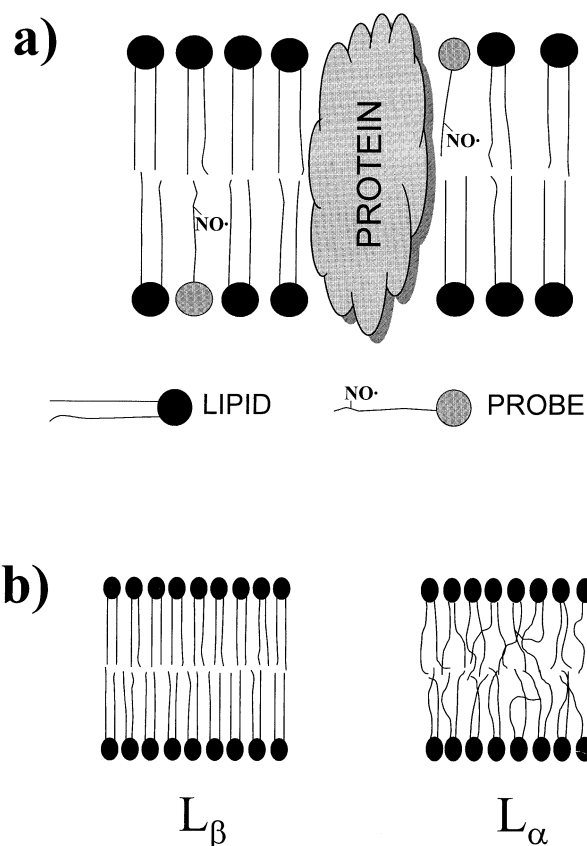 a)
PROTEIN
NO·
NO·
LIPID
NO·
PROBE
b)
Lβ
Lα